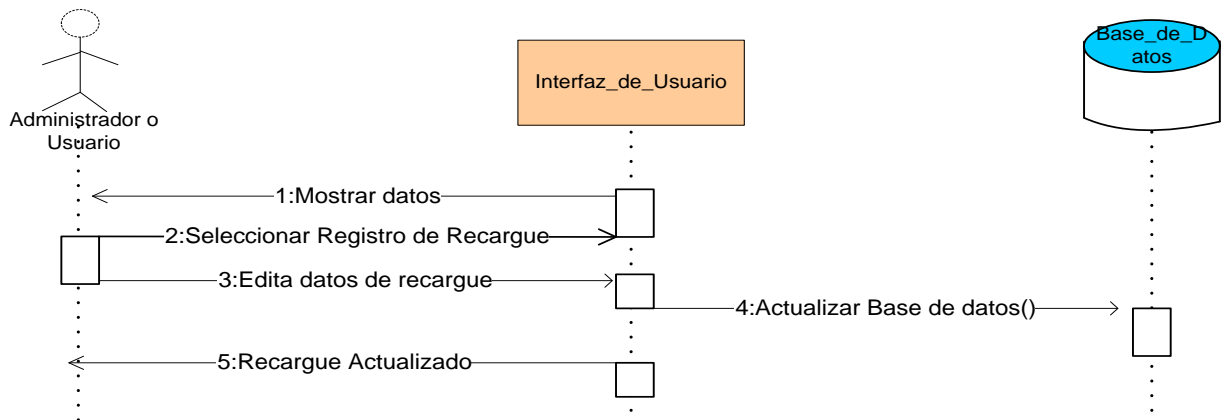 Administrador o
Usuario
Interfaz_de_Usuario
Base_de_D
atos
1:Mostrar datos
2:Seleccionar Registro de Recargue
3:Edita datos de recargue
4:Actualizar Base de datos()
5:Recargue Actualizado